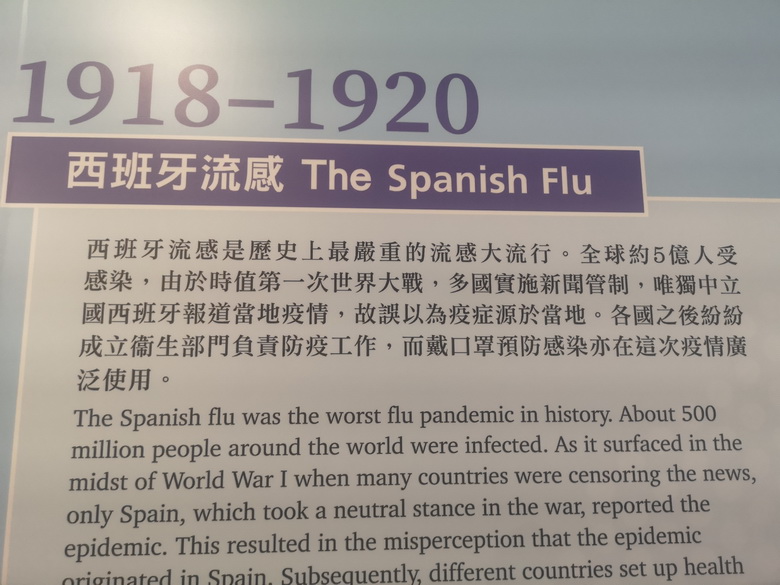 1918–1920
西班牙流感 The Spanish Flu
西班牙流感是歷史上最嚴重的流感大流行。全球約5億人受
感染，由於時值第一次世界大戰，多國實施新聞管制，唯獨中立
國西班牙報道當地疫情，故誤以為疫症源於當地。各國之後紛紛
成立衞生部門負責防疫工作，而戴口罩預防感染亦在這次疫情廣
泛使用。
The Spanish flu was the worst flu pandemic in history. About 500
million people around the world were infected. As it surfaced in the
midst of World War I when many countries were censoring the news,
only Spain, which took a neutral stance in the war, reported the
epidemic. This resulted in the misperception that the epidemic
originated in Spain. Subsequently, different countries set up health